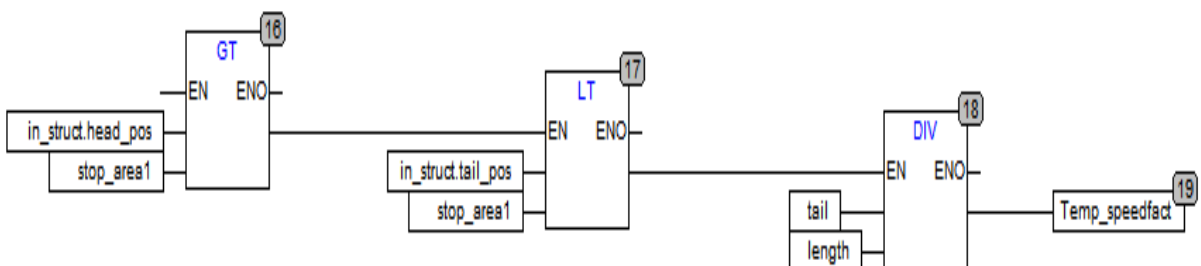 16
GT
EN ENO
in_struct.head_pos
stop_area1
17
LT
EN ENO
in_struct.tail_pos
stop_area1
18
DIV
EN ENO
tail
length
19
Temp_speedfact